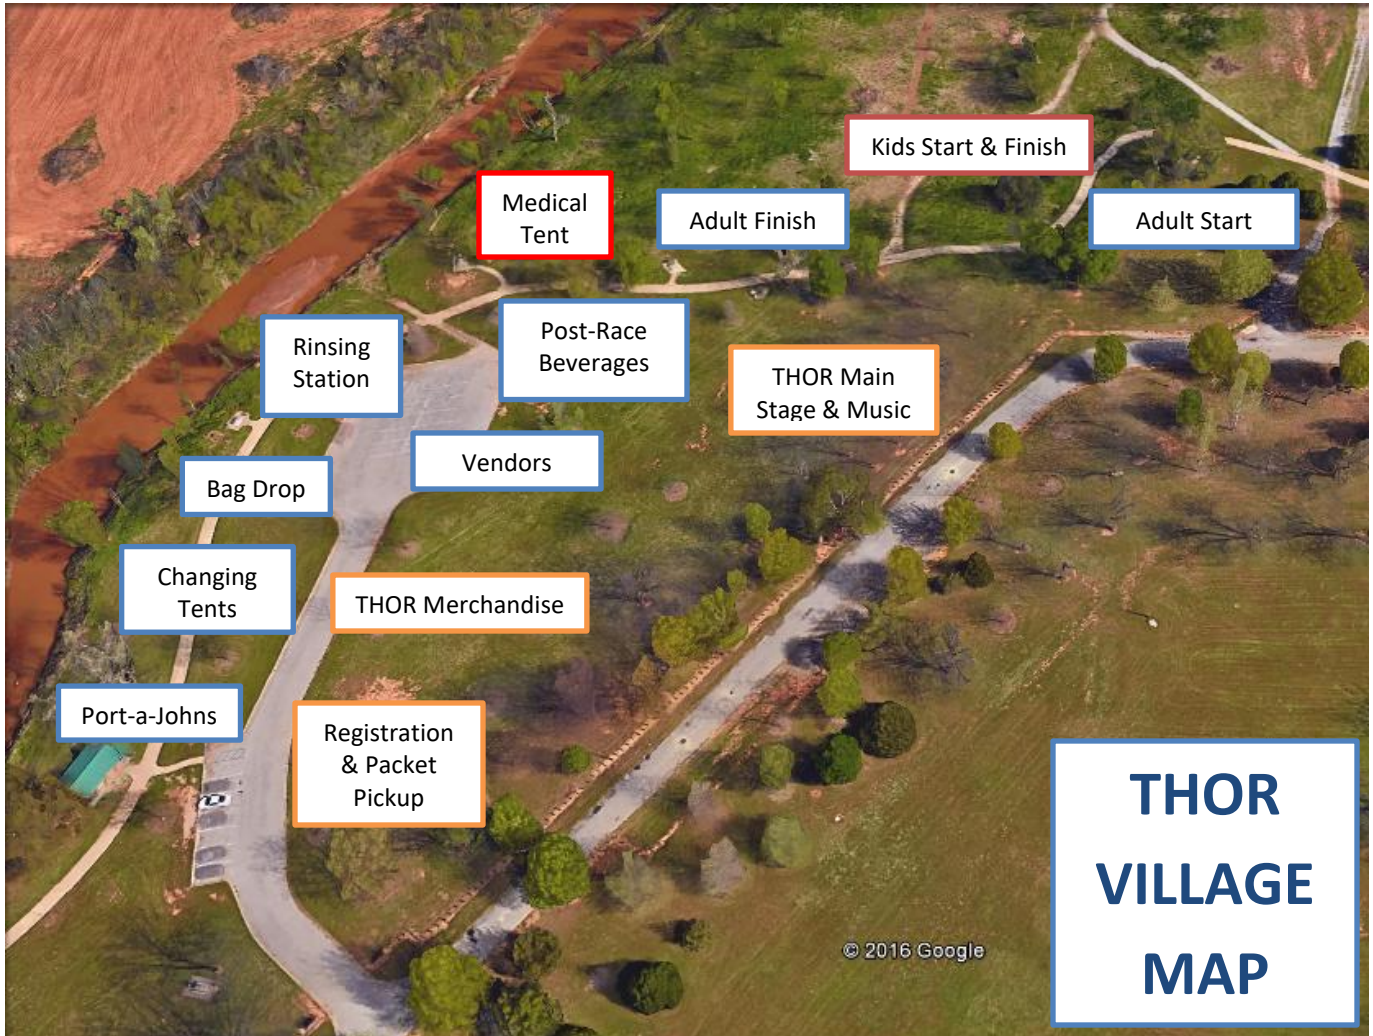 Kids Start & Finish
Medical
Tent
Adult Finish
Adult Start
Rinsing
Station
Post-Race
Beverages
THOR Main
Stage & Music
Vendors
Bag Drop
Changing
Tents
THOR Merchandise
Port-a-Johns
Registration
& Packet
Pickup
THOR
VILLAGE
MAP
© 2016 Google